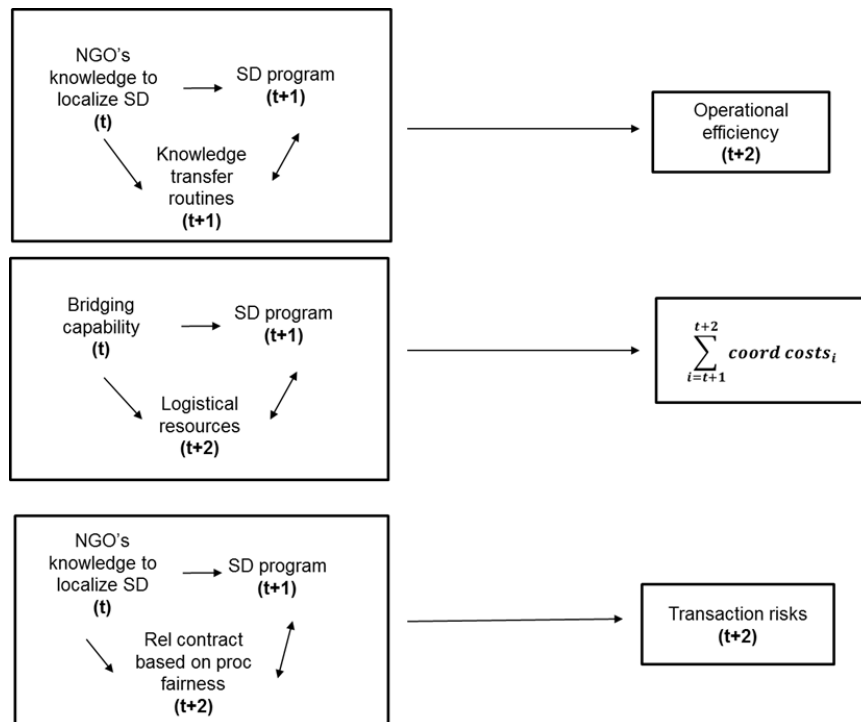 NGO's
knowledge to
localize SD
(t)
SD program
(t+1)
Knowledge
transfer
routines
(t+1)
Operational
efficiency
(t+2)
Bridging
capability
(t)
SD program
(t+1)
Logistical
resources
(t+2)
t+2
∑ coord costsᵢ
i=t+1
NGO's
knowledge to
localize SD
(t)
SD program
(t+1)
Rel contract
based on proc
fairness
(t+2)
Transaction risks
(t+2)